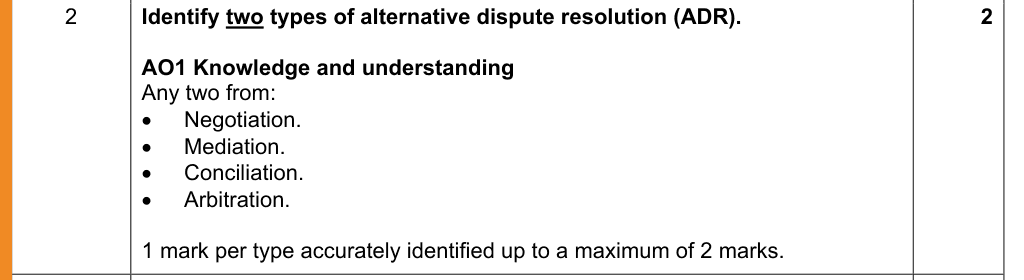 2 Identify two types of alternative dispute resolution (ADR). 2
AO1 Knowledge and understanding
Any two from:
• Negotiation.
• Mediation.
• Conciliation.
• Arbitration.
1 mark per type accurately identified up to a maximum of 2 marks.